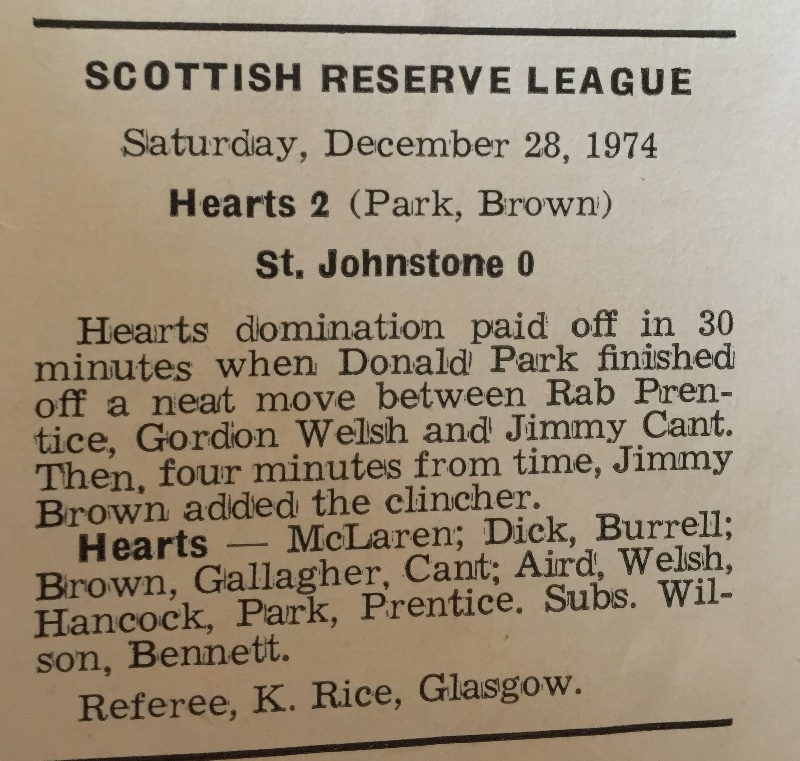 SCOTTISH RESERVE LEAGUE
Saturday, December 28, 1974
Hearts 2 (Park, Brown)
St. Johnstone 0
Hearts domination paid off in 30
minutes when Donald Park finished
off a neat move between Rab Pren-
tice, Gordon Welsh and Jimmy Cant.
Then, four minutes from time, Jimmy
Brown added the clincher.
Hearts — McLaren; Dick, Burrell;
Brown, Gallagher, Cant; Aird, Welsh,
Hancock, Park, Prentice. Subs. Wil-
son, Bennett.
Referee, K. Rice, Glasgow.